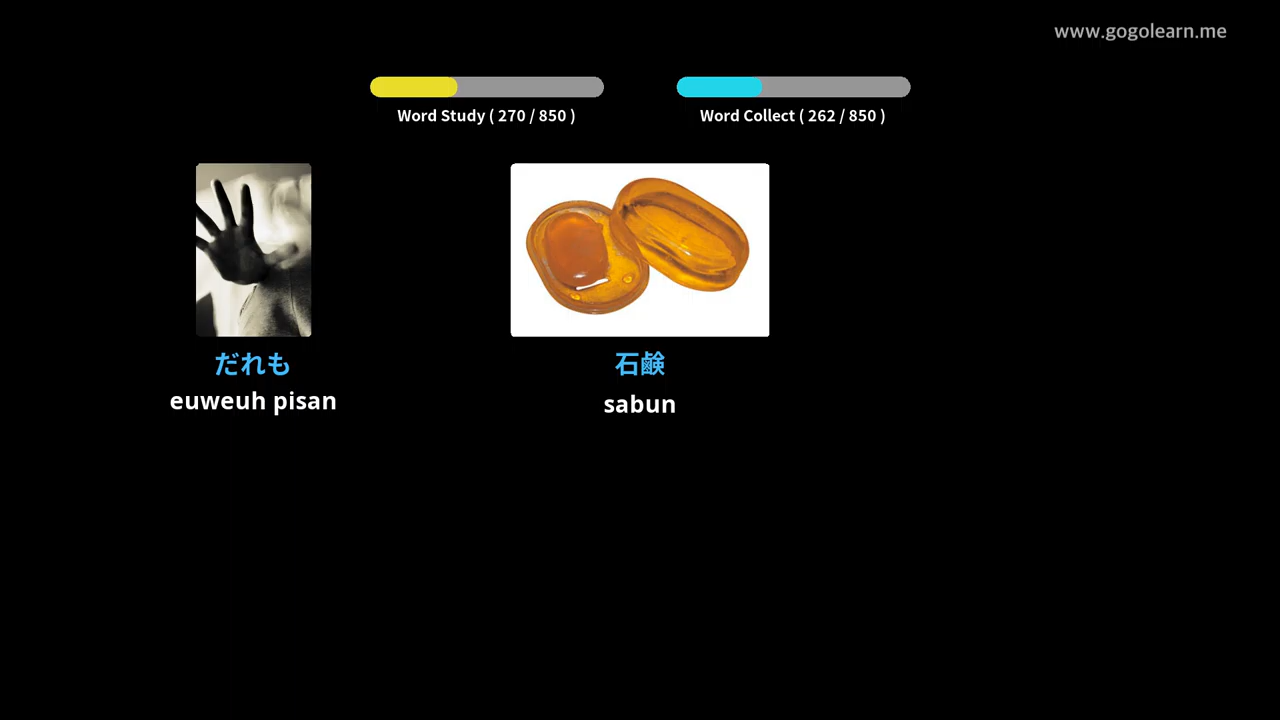 www.gogolearn.me
Word Study ( 270 / 850 )
Word Collect ( 262 / 850 )
だれも
euweuh pisan
石鹸
sabun